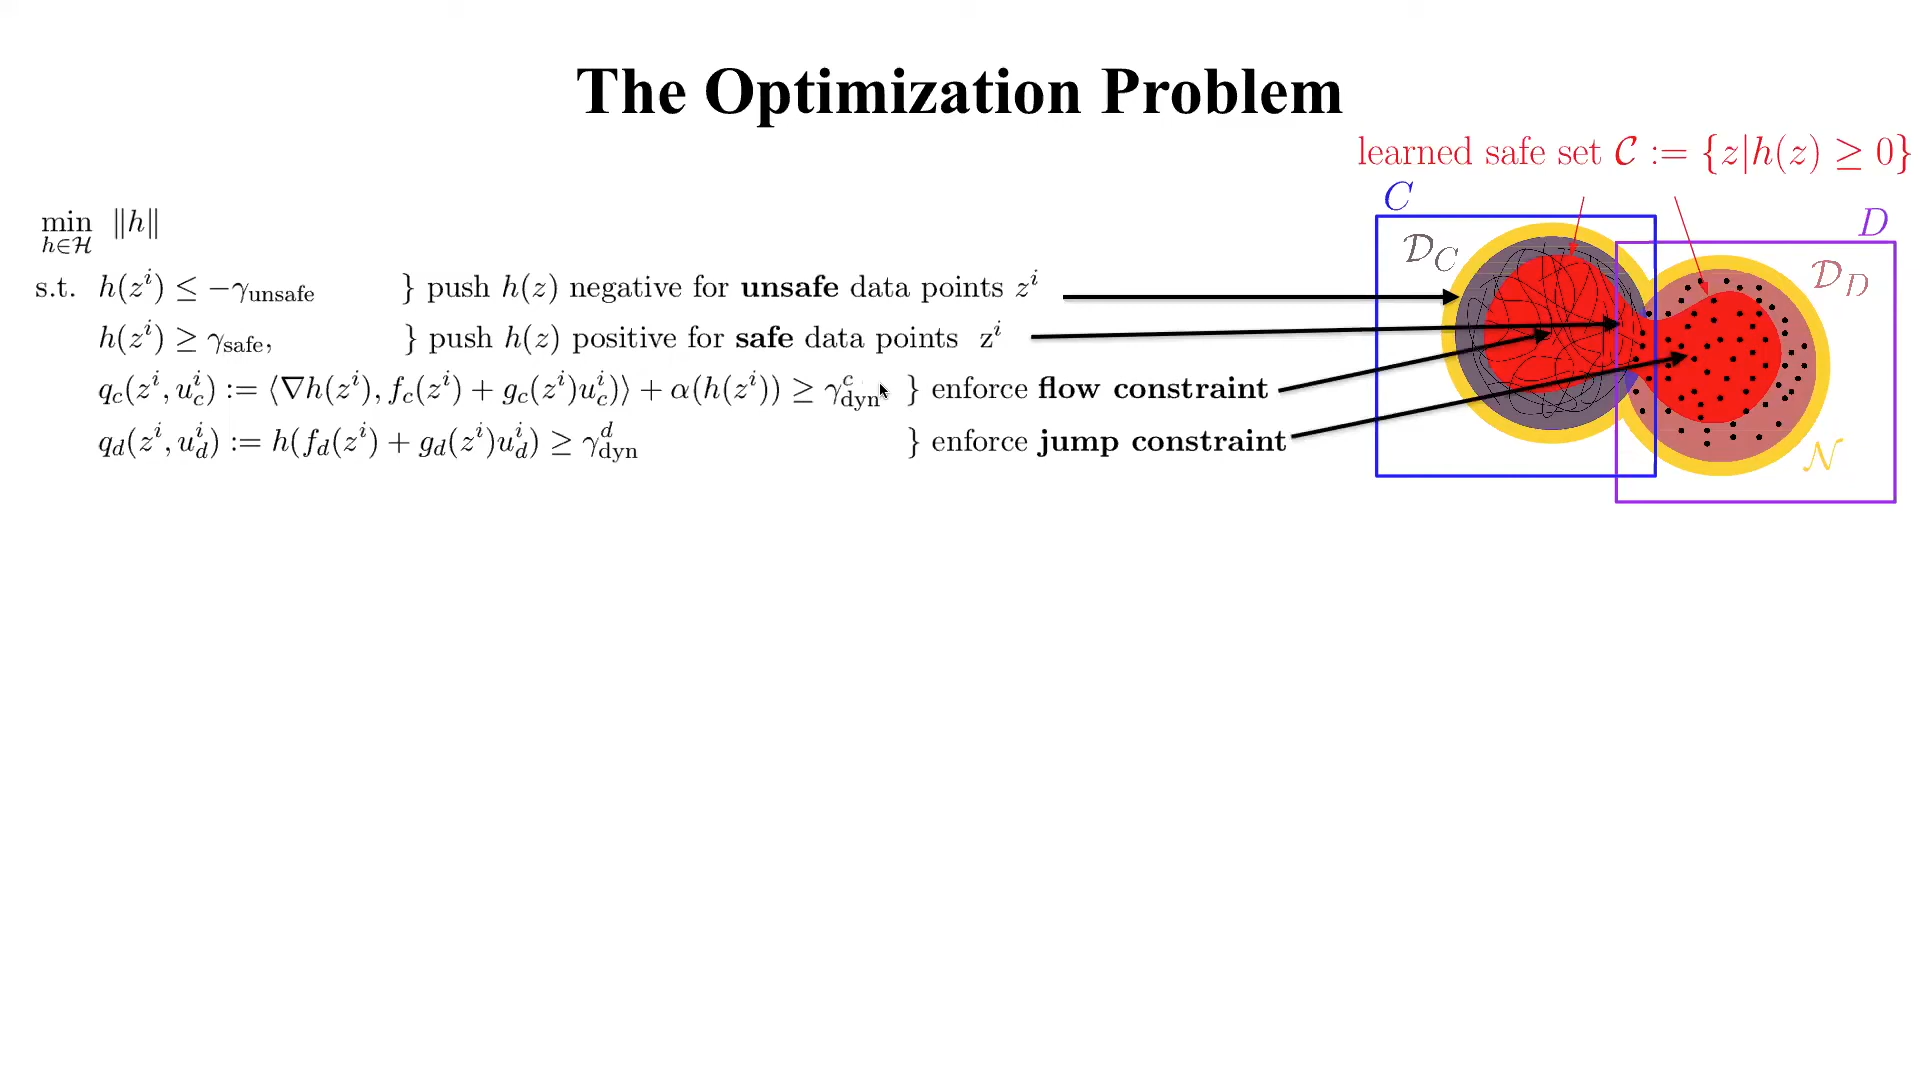 The Optimization Problem
learned safe set 𝒞 := {z|h(z) ≥ 0}
C
D
𝒟_C
𝒟_D
𝒩
min_{h∈ℋ} ‖h‖
s.t. h(z^i) ≤ −γ_unsafe } push h(z) negative for unsafe data points z^i
h(z^i) ≥ γ_safe, } push h(z) positive for safe data points z^i
q_c(z^i, u_c^i) := ⟨∇h(z^i), f_c(z^i) + g_c(z^i)u_c^i)⟩ + α(h(z^i)) ≥ γ_dyn^c } enforce flow constraint
q_d(z^i, u_d^i) := h(f_d(z^i) + g_d(z^i)u_d^i) ≥ γ_dyn^d } enforce jump constraint